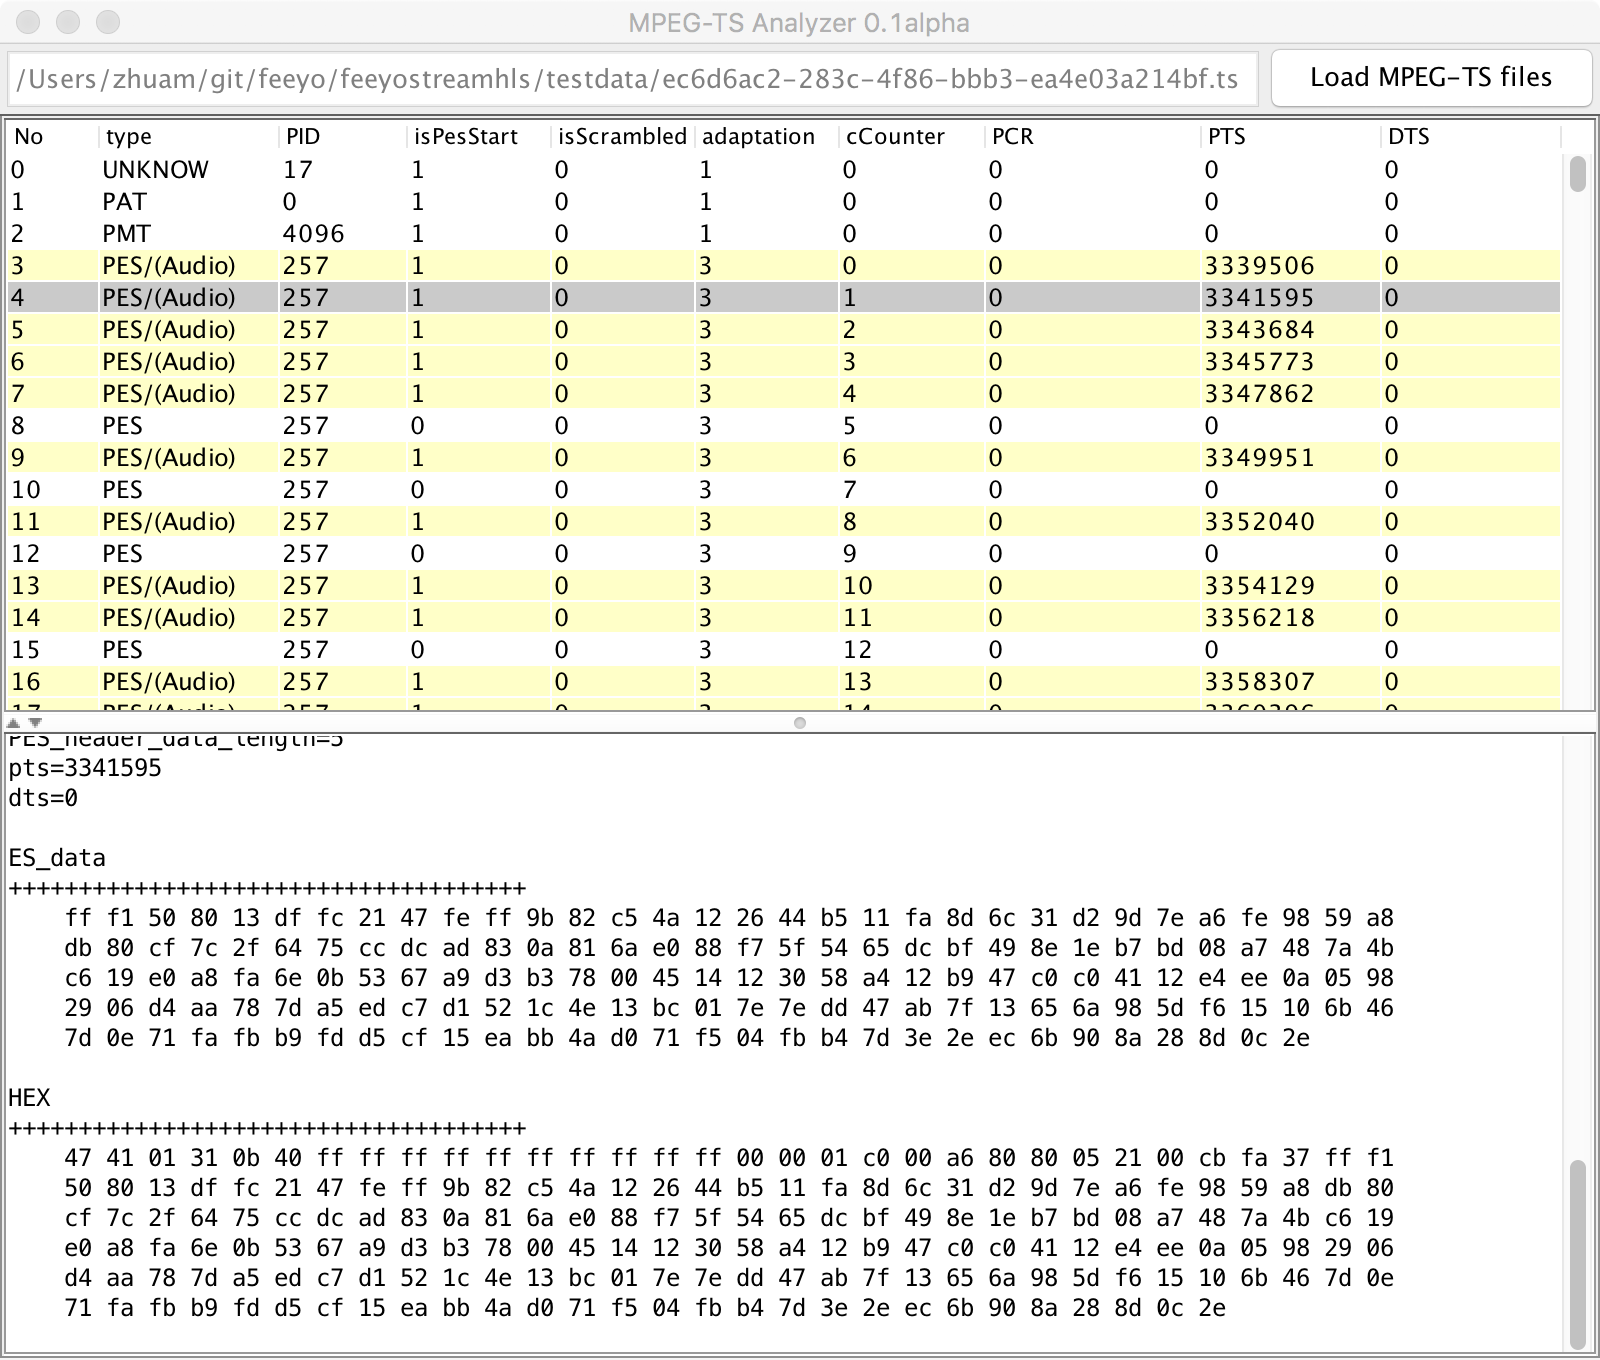 MPEG-TS Analyzer 0.1alpha
/Users/zhuam/git/feeyo/feeyostreamhls/testdata/ec6d6ac2-283c-4f86-bbb3-ea4e03a214bf.ts Load MPEG-TS files
No type PID isPesStart isScrambled adaptation cCounter PCR PTS DTS
0 UNKNOW 17 1 0 1 0 0 0 0
1 PAT 0 1 0 1 0 0 0 0
2 PMT 4096 1 0 1 0 0 0 0
3 PES/(Audio) 257 1 0 3 0 0 3339506 0
4 PES/(Audio) 257 1 0 3 1 0 3341595 0
5 PES/(Audio) 257 1 0 3 2 0 3343684 0
6 PES/(Audio) 257 1 0 3 3 0 3345773 0
7 PES/(Audio) 257 1 0 3 4 0 3347862 0
8 PES 257 0 0 3 5 0 0 0
9 PES/(Audio) 257 1 0 3 6 0 3349951 0
10 PES 257 0 0 3 7 0 0 0
11 PES/(Audio) 257 1 0 3 8 0 3352040 0
12 PES 257 0 0 3 9 0 0 0
13 PES/(Audio) 257 1 0 3 10 0 3354129 0
14 PES/(Audio) 257 1 0 3 11 0 3356218 0
15 PES 257 0 0 3 12 0 0 0
16 PES/(Audio) 257 1 0 3 13 0 3358307 0
17 PES/(Audio) 257 1 0 3 14 0 3360396 0
PES_header_data_length=5
pts=3341595
dts=0
ES_data
+++++++++++++++++++++++++++++++++++++
ff f1 50 80 13 df fc 21 47 fe ff 9b 82 c5 4a 12 26 44 b5 11 fa 8d 6c 31 d2 9d 7e a6 fe 98 59 a8
db 80 cf 7c 2f 64 75 cc dc ad 83 0a 81 6a e0 88 f7 5f 54 65 dc bf 49 8e 1e b7 bd 08 a7 48 7a 4b
c6 19 e0 a8 fa 6e 0b 53 67 a9 d3 b3 78 00 45 14 12 30 58 a4 12 b9 47 c0 c0 41 12 e4 ee 0a 05 98
29 06 d4 aa 78 7d a5 ed c7 d1 52 1c 4e 13 bc 01 7e 7e dd 47 ab 7f 13 65 6a 98 5d f6 15 10 6b 46
7d 0e 71 fa fb b9 fd d5 cf 15 ea bb 4a d0 71 f5 04 fb b4 7d 3e 2e ec 6b 90 8a 28 8d 0c 2e
HEX
+++++++++++++++++++++++++++++++++++++
47 41 01 31 0b 40 ff ff ff ff ff ff ff ff ff ff 00 00 01 c0 00 a6 80 80 05 21 00 cb fa 37 ff f1
50 80 13 df fc 21 47 fe ff 9b 82 c5 4a 12 26 44 b5 11 fa 8d 6c 31 d2 9d 7e a6 fe 98 59 a8 db 80
cf 7c 2f 64 75 cc dc ad 83 0a 81 6a e0 88 f7 5f 54 65 dc bf 49 8e 1e b7 bd 08 a7 48 7a 4b c6 19
e0 a8 fa 6e 0b 53 67 a9 d3 b3 78 00 45 14 12 30 58 a4 12 b9 47 c0 c0 41 12 e4 ee 0a 05 98 29 06
d4 aa 78 7d a5 ed c7 d1 52 1c 4e 13 bc 01 7e 7e dd 47 ab 7f 13 65 6a 98 5d f6 15 10 6b 46 7d 0e
71 fa fb b9 fd d5 cf 15 ea bb 4a d0 71 f5 04 fb b4 7d 3e 2e ec 6b 90 8a 28 8d 0c 2e